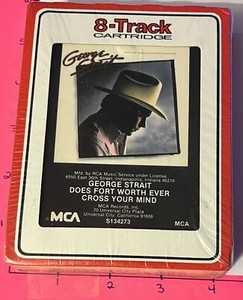 8-Track
CARTRIDGE
George
Strait
Mfd. by RCA Music Service under License
6550 East 30th Street, Indianapolis, Indiana 46219
GEORGE STRAIT
DOES FORT WORTH EVER
CROSS YOUR MIND
MCA Records, Inc.
70 Universal City Plaza
Universal City, California 91608
MCA
S134273
MCA
1
2
3
4